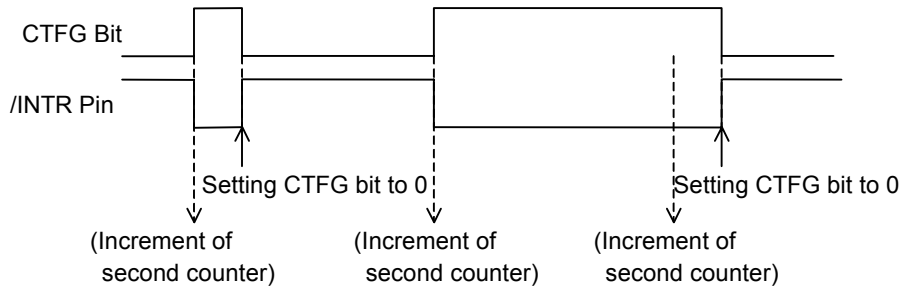 CTFG Bit
/INTR Pin
Setting CTFG bit to 0
Setting CTFG bit to 0
(Increment of
second counter)
(Increment of
second counter)
(Increment of
second counter)